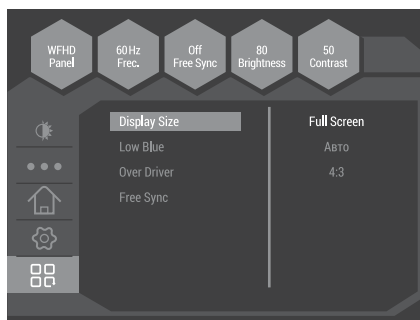 WFHD
Panel
60Hz
Frec.
Off
Free Sync
80
Brightness
50
Contrast
Display Size
Full Screen
Low Blue
Авто
Over Driver
4:3
Free Sync